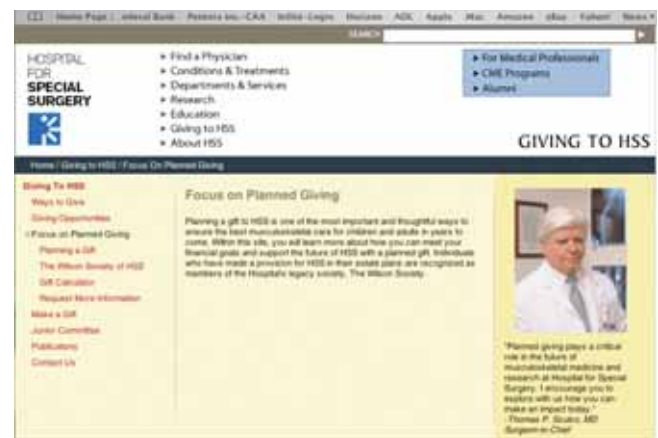 Home Page
Bank
Login
Horizon
ADX
Apple
Mac
Amazon
eBay
Yahoo!
News
SEARCH
HOSPITAL
FOR
SPECIAL
SURGERY
Find a Physician
Conditions & Treatments
Departments & Services
Research
Education
Giving to HSS
About HSS
For Medical Professionals
CME Programs
Alumni
GIVING TO HSS
Home / Giving to HSS / Focus On Planned Giving
Giving To HSS
Ways to Give
Giving Opportunities
Focus on Planned Giving
Planning a Gift
The Wilson Society of HSS
Gift Calculator
Request More Information
Make a Gift
Junior Committee
Publications
Contact Us
Focus on Planned Giving
Planning a gift to HSS is one of the most important and thoughtful ways to
ensure the best musculoskeletal care for children and adults in years to
come. Within this site, you will learn more about how you can meet your
financial goals and support the future of HSS with a planned gift. Individuals
who have made a provision for HSS in their estate plans are recognized as
members of the Hospital's legacy society, The Wilson Society.
"Planned giving plays a critical
role in the future of
musculoskeletal medicine and
research at Hospital for Special
Surgery. I encourage you to
explore with us how you can
make an impact today."
- Thomas P. Sculco, MD
Surgeon-in-Chief